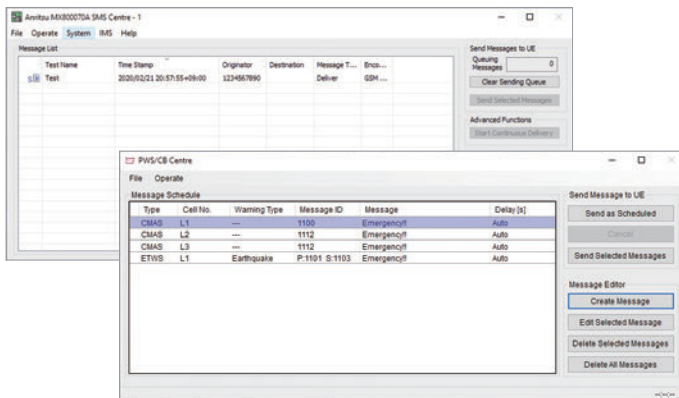 Anritsu MX800070A SMS Centre - 1
File Operate System IMS Help
Message List
Test Name Time Stamp Originator Destination Message T... Enco...
Test 2020/02/21 20:57:55+09:00 1234567890 Deliver GSM ...
Send Messages to UE
Queuing Messages 0
Clear Sending Queue
Send Selected Messages
Advanced Functions
Start Continuous Delivery
PWS/CB Centre
File Operate
Message Schedule
Type Cell No. Warning Type Message ID Message Delay [s]
CMAS L1 --- 1100 Emergency!! Auto
CMAS L2 --- 1112 Emergency!! Auto
CMAS L3 --- 1112 Emergency!! Auto
ETWS L1 Earthquake P:1101 S:1103 Emergency!! Auto
Send Message to UE
Send as Scheduled
Cancel
Send Selected Messages
Message Editor
Create Message
Edit Selected Message
Delete Selected Messages
Delete All Messages
--:--:--